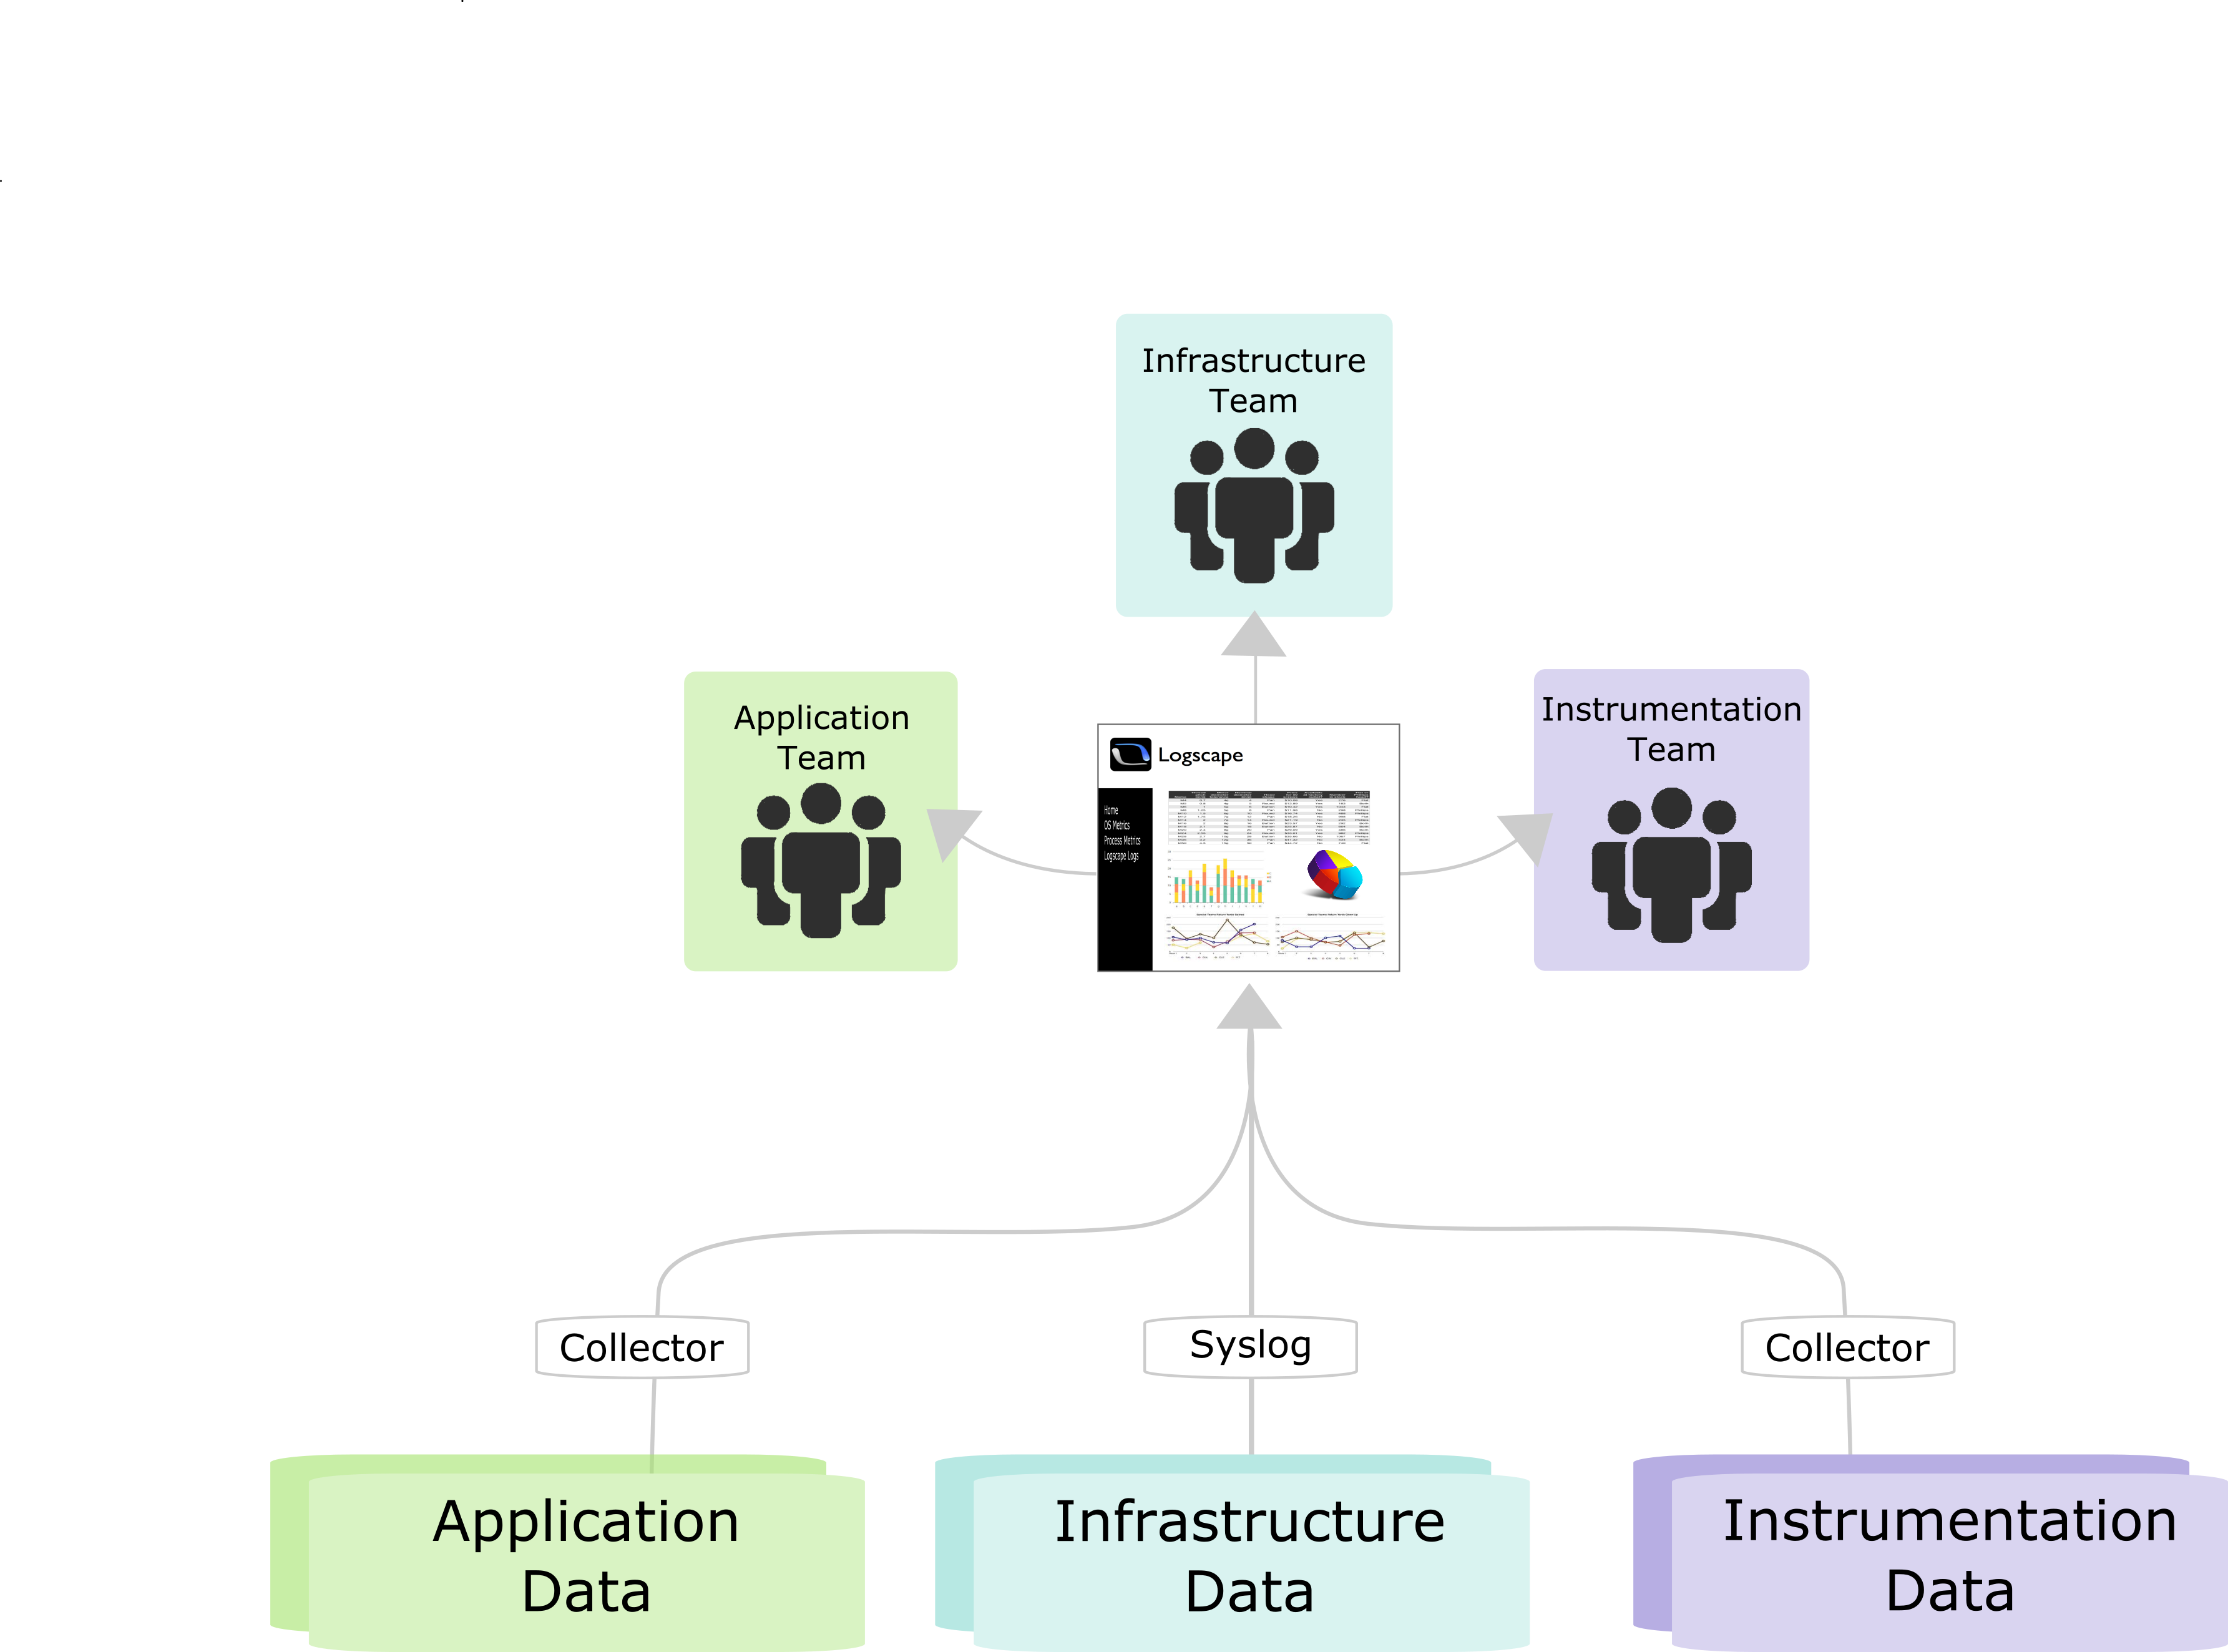 Infrastructure
Team
Application
Team
Instrumentation
Team
Logscape
Home
OS Metrics
Process Metrics
Logscape Logs
Collector
Syslog
Collector
Application
Data
Infrastructure
Data
Instrumentation
Data